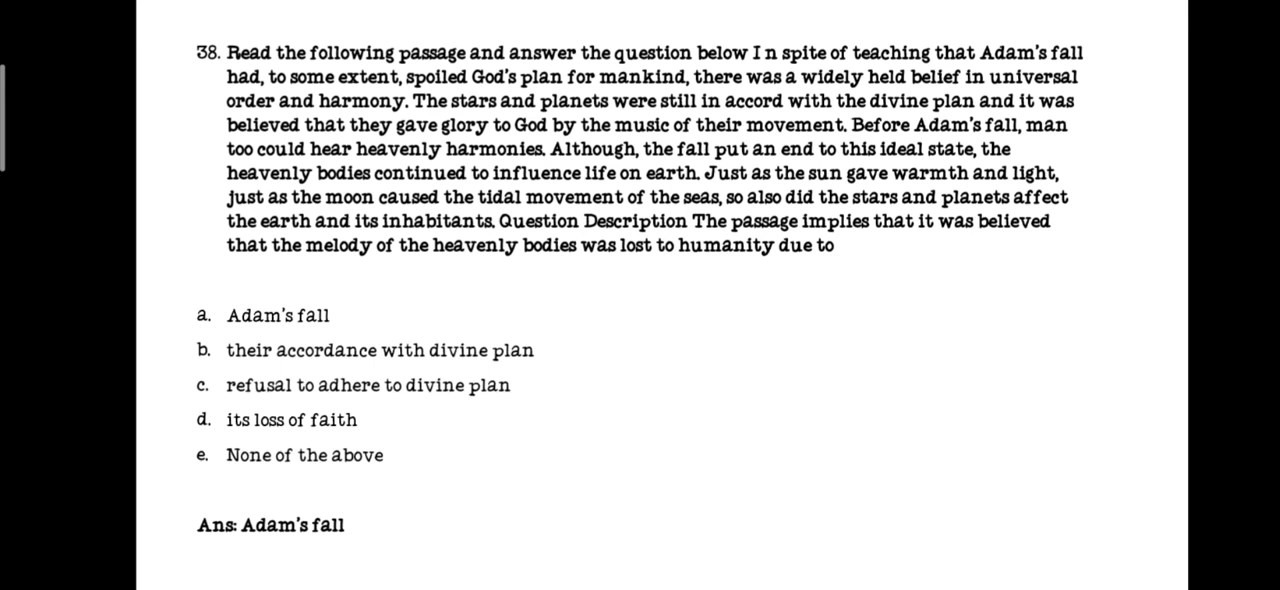 38. Read the following passage and answer the question below I n spite of teaching that Adam's fall
had, to some extent, spoiled God's plan for mankind, there was a widely held belief in universal
order and harmony. The stars and planets were still in accord with the divine plan and it was
believed that they gave glory to God by the music of their movement. Before Adam's fall, man
too could hear heavenly harmonies. Although, the fall put an end to this ideal state, the
heavenly bodies continued to influence life on earth. Just as the sun gave warmth and light,
just as the moon caused the tidal movement of the seas, so also did the stars and planets affect
the earth and its inhabitants. Question Description The passage implies that it was believed
that the melody of the heavenly bodies was lost to humanity due to
a. Adam's fall
b. their accordance with divine plan
c. refusal to adhere to divine plan
d. its loss of faith
e. None of the above
Ans: Adam's fall